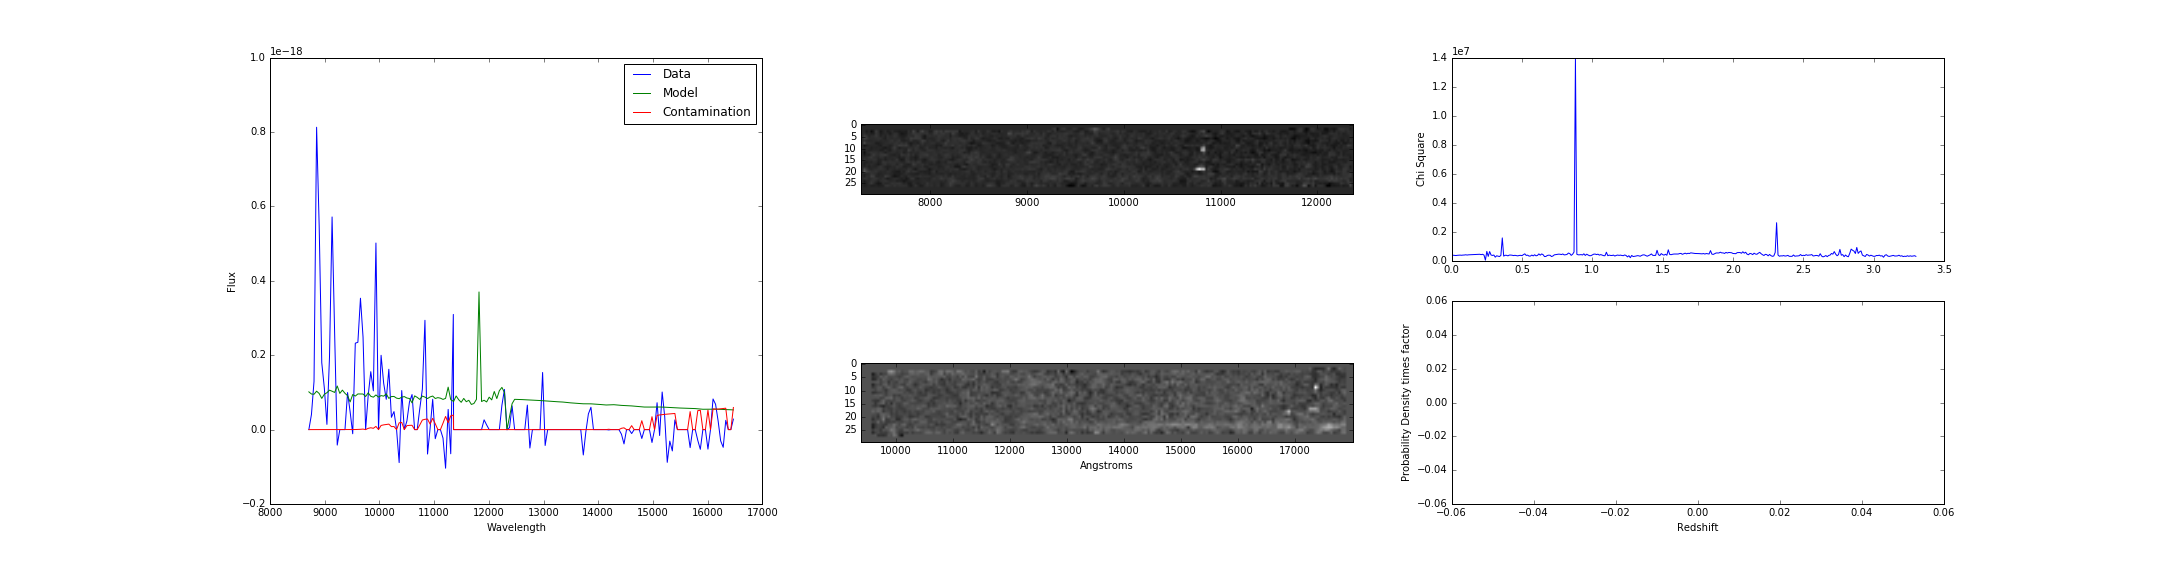 1e−18
1.0
0.8
0.6
0.4
0.2
0.0
−0.2
Flux
8000 9000 10000 11000 12000 13000 14000 15000 16000 17000
Wavelength
Data
Model
Contamination
0
5
10
15
20
25
8000 9000 10000 11000 12000
0
5
10
15
20
25
10000 11000 12000 13000 14000 15000 16000 17000
Angstroms
1e7
1.4
1.2
1.0
0.8
0.6
0.4
0.2
0.0
Chi Square
0.0 0.5 1.0 1.5 2.0 2.5 3.0 3.5
0.06
0.04
0.02
0.00
−0.02
−0.04
−0.06
Probability Density times factor
−0.06 −0.04 −0.02 0.00 0.02 0.04 0.06
Redshift